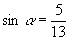 sin α = 5/13